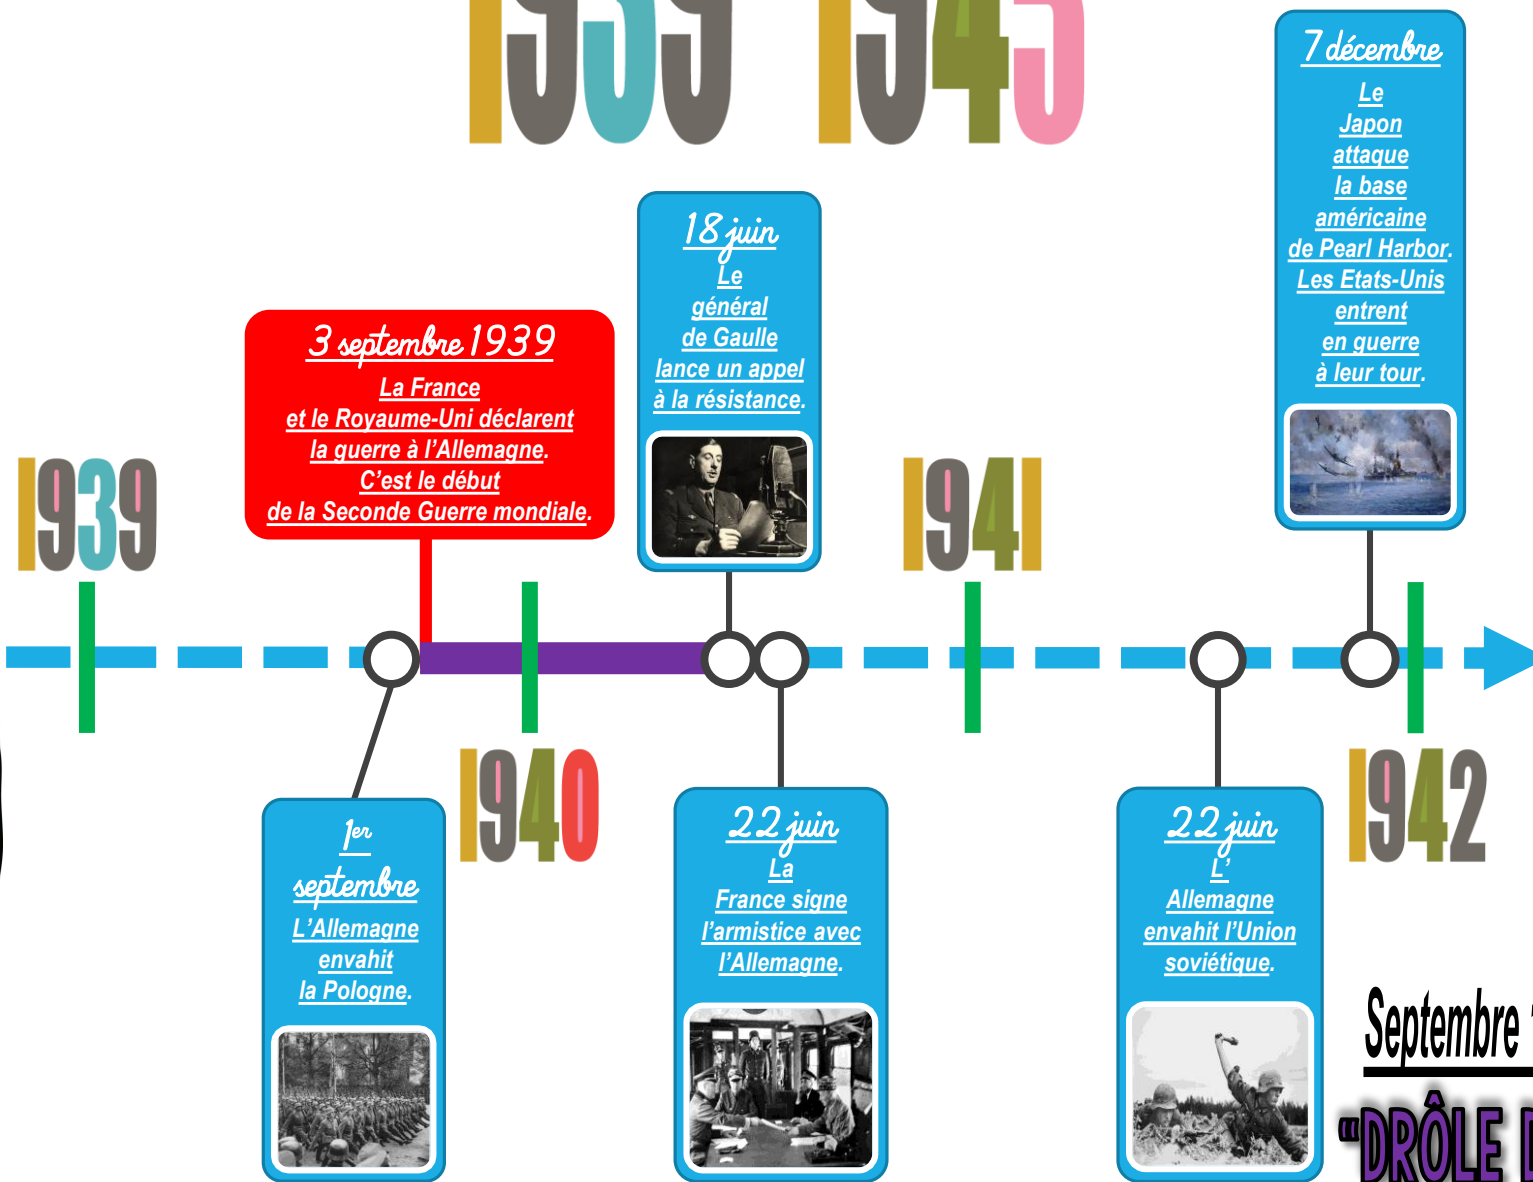 1939 1945
7 décembre
Le
Japon
attaque
la base
américaine
de Pearl Harbor.
Les Etats-Unis
entrent
en guerre
à leur tour.
18 juin
Le
général
de Gaulle
lance un appel
à la résistance.
3 septembre 1939
La France
et le Royaume-Uni déclarent
la guerre à l’Allemagne.
C’est le début
de la Seconde Guerre mondiale.
1939
1941
1940
1942
1er
septembre
L’Allemagne
envahit
la Pologne.
22 juin
La
France signe
l’armistice avec
l’Allemagne.
22 juin
L’
Allemagne
envahit l’Union
soviétique.
Septembre
“DRÔLE D